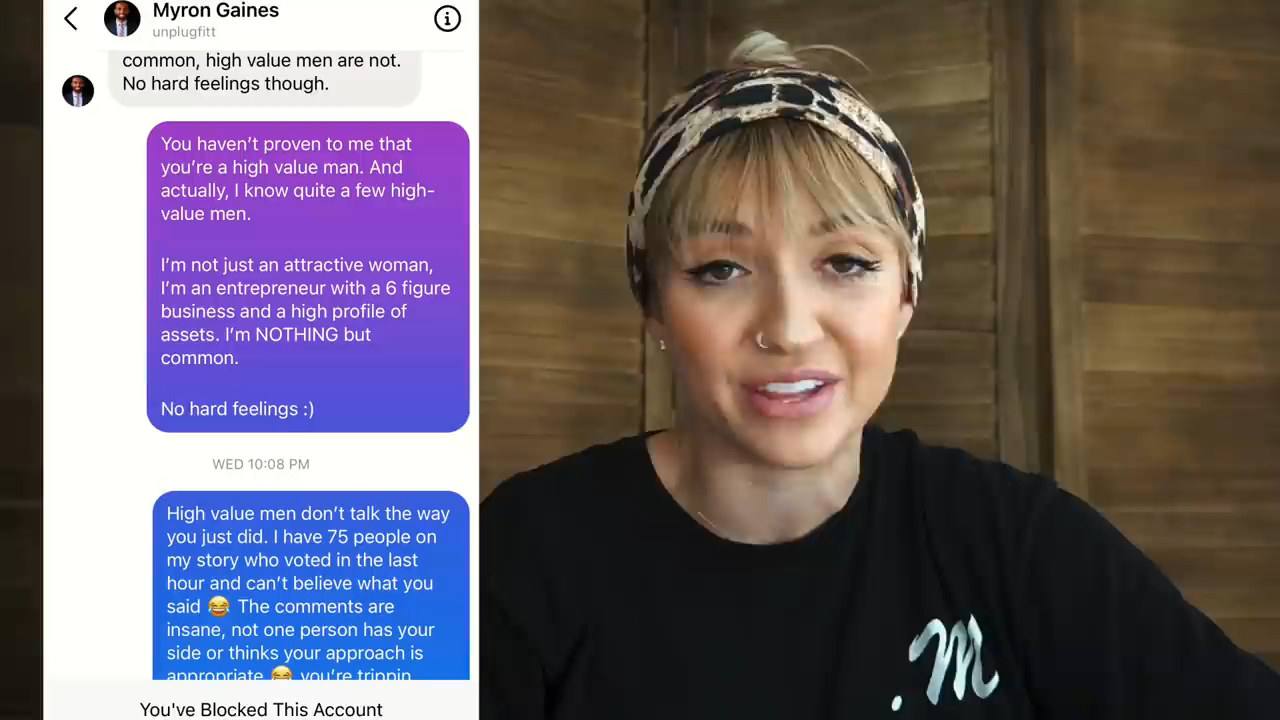 Myron Gaines
unplugfitt
common, high value men are not.
No hard feelings though.
You haven’t proven to me that
you’re a high value man. And
actually, I know quite a few high-
value men.
I’m not just an attractive woman,
I’m an entrepreneur with a 6 figure
business and a high profile of
assets. I’m NOTHING but
common.
No hard feelings :)
WED 10:08 PM
High value men don’t talk the way
you just did. I have 75 people on
my story who voted in the last
hour and can’t believe what you
said 😂 The comments are
insane, not one person has your
side or thinks your approach is
appropriate 😂 you’re trippin
You've Blocked This Account
.M